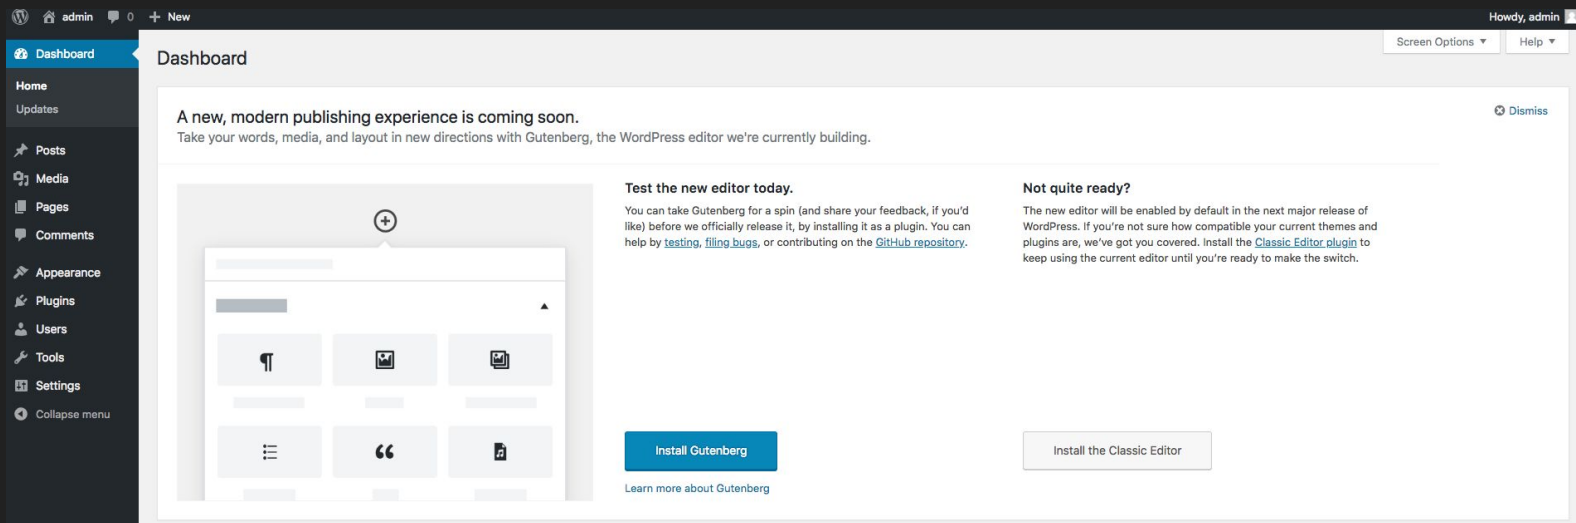 admin 0 + New Howdy, admin
Dashboard
Home
Updates
Posts
Media
Pages
Comments
Appearance
Plugins
Users
Tools
Settings
Collapse menu
Screen Options ▼ Help ▼
Dashboard
Dismiss
A new, modern publishing experience is coming soon.
Take your words, media, and layout in new directions with Gutenberg, the WordPress editor we're currently building.
Test the new editor today.
You can take Gutenberg for a spin (and share your feedback, if you'd
like) before we officially release it, by installing it as a plugin. You can
help by testing, filing bugs, or contributing on the GitHub repository.
Install Gutenberg
Learn more about Gutenberg
Not quite ready?
The new editor will be enabled by default in the next major release of
WordPress. If you're not sure how compatible your current themes and
plugins are, we've got you covered. Install the Classic Editor plugin to
keep using the current editor until you're ready to make the switch.
Install the Classic Editor